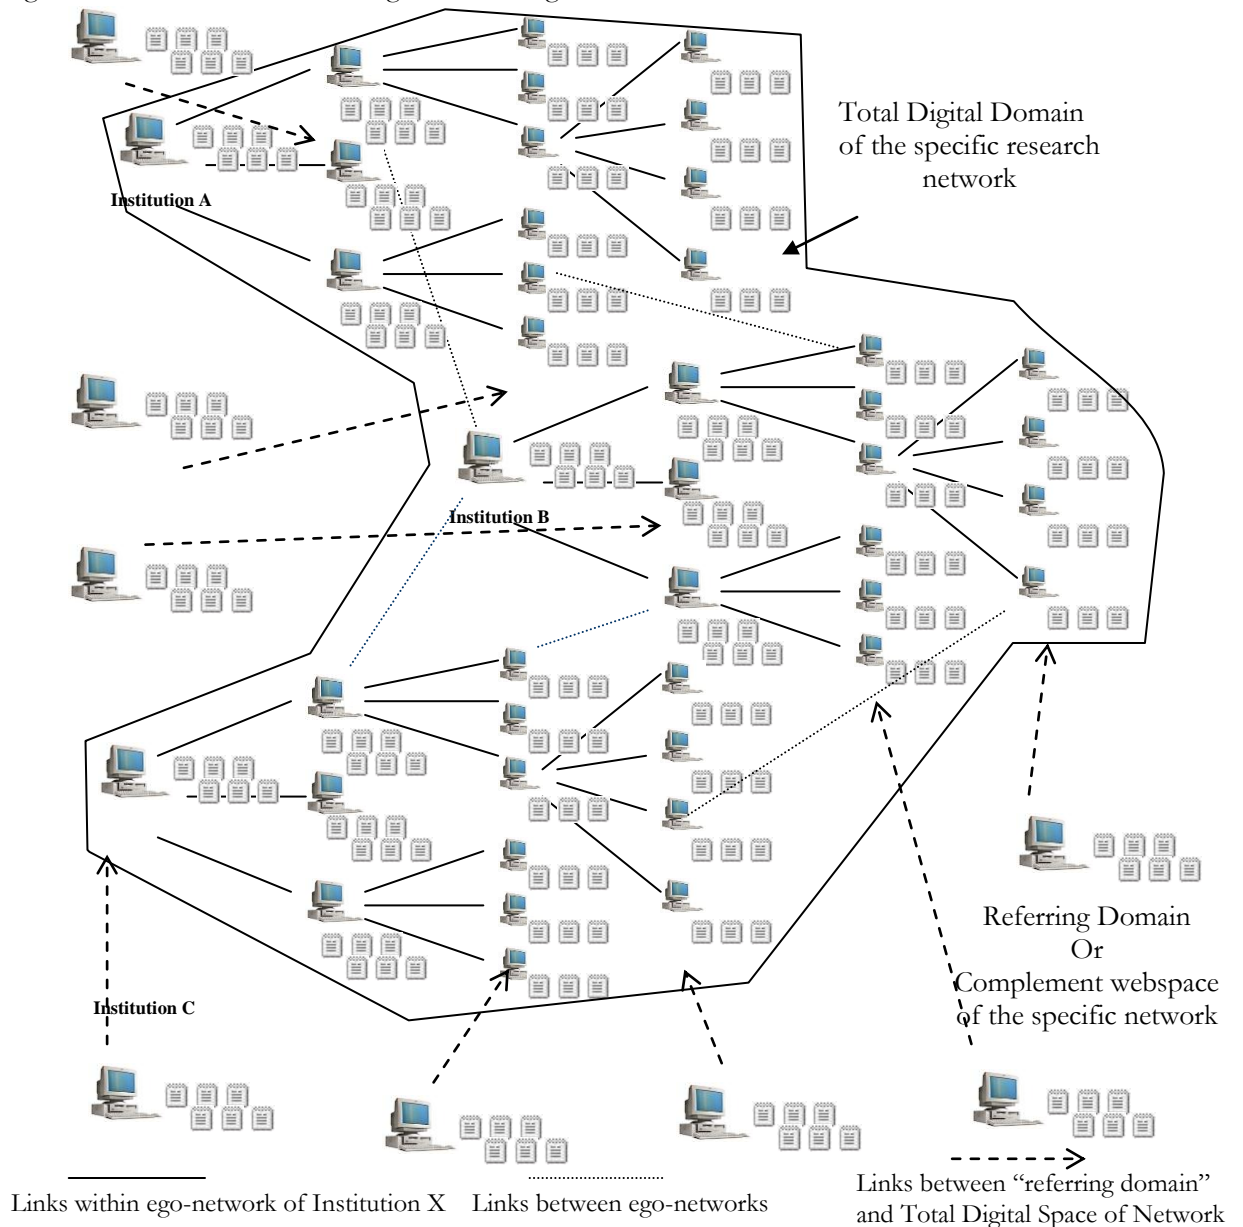 Institution A
Total Digital Domain
of the specific research
network
Institution B
Institution C
Referring Domain
Or
Complement webspace
of the specific network
Links within ego-network of Institution X
Links between ego-networks
Links between “referring domain”
and Total Digital Space of Network